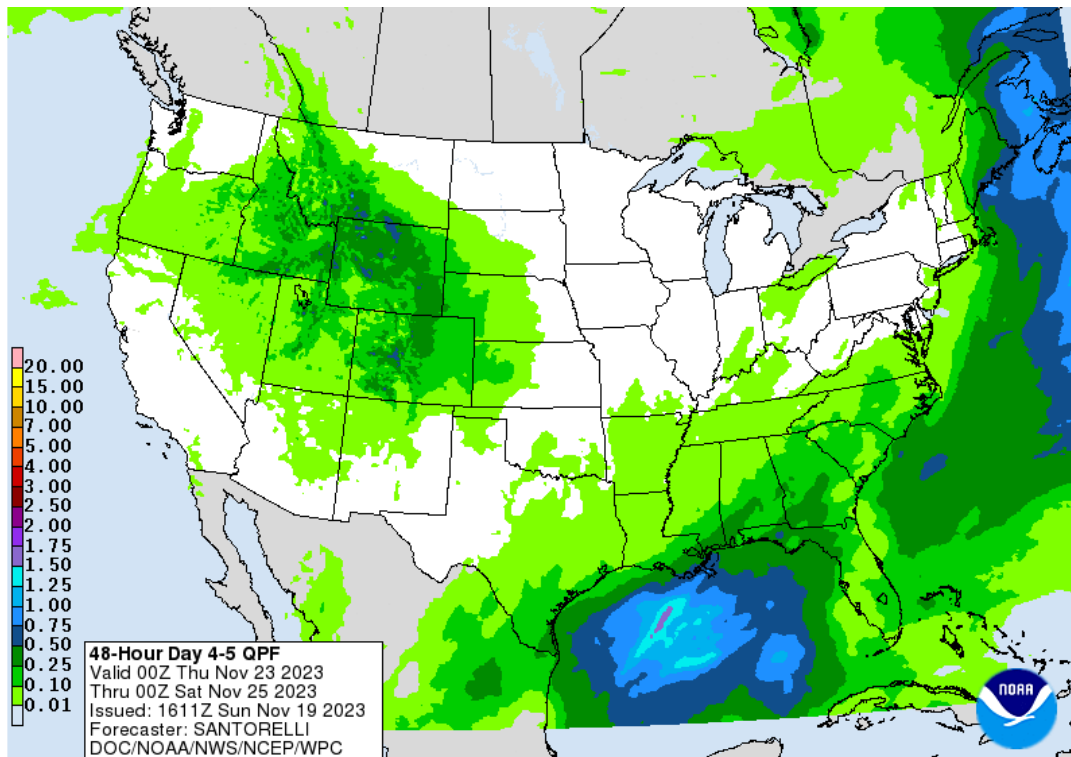 20.00
15.00
10.00
7.00
5.00
4.00
3.00
2.50
2.00
1.75
1.50
1.25
1.00
0.75
0.50
0.25
0.10
0.01
48-Hour Day 4-5 QPF
Valid 00Z Thu Nov 23 2023
Thru 00Z Sat Nov 25 2023
Issued: 1611Z Sun Nov 19 2023
Forecaster: SANTORELLI
DOC/NOAA/NWS/NCEP/WPC
NOAA